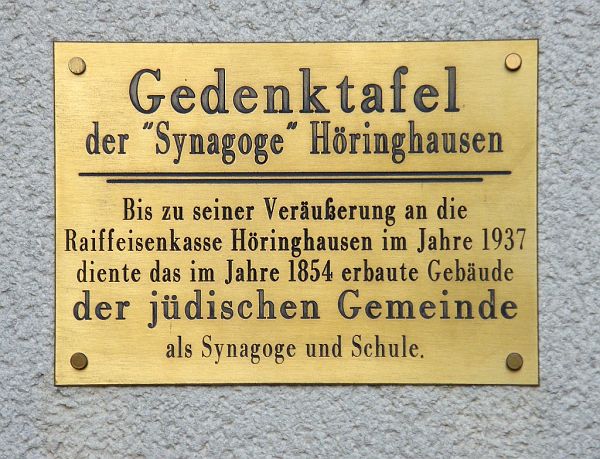 Gedenktafel
der "Synagoge" Höringhausen
Bis zu seiner Veräußerung an die
Raiffeisenkasse Höringhausen im Jahre 1937
diente das im Jahre 1854 erbaute Gebäude
der jüdischen Gemeinde
als Synagoge und Schule.